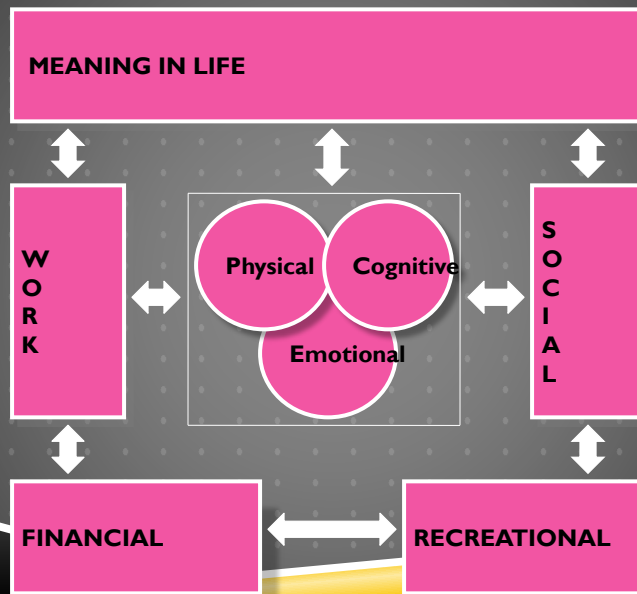 MEANING IN LIFE
W
O
R
K
Physical
Cognitive
Emotional
S
O
C
I
A
L
FINANCIAL
RECREATIONAL